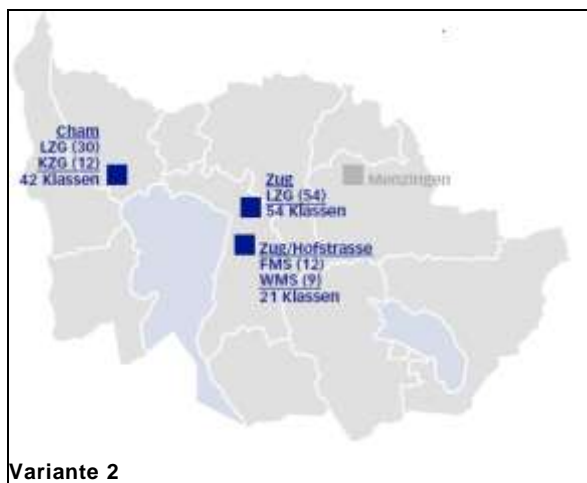 Cham
LZG (30)
KZG (12)
42 Klassen
Zug
LZG (54)
54 Klassen
Menzingen
Zug/Hofstrasse
FMS (12)
WMS (9)
21 Klassen
Variante 2